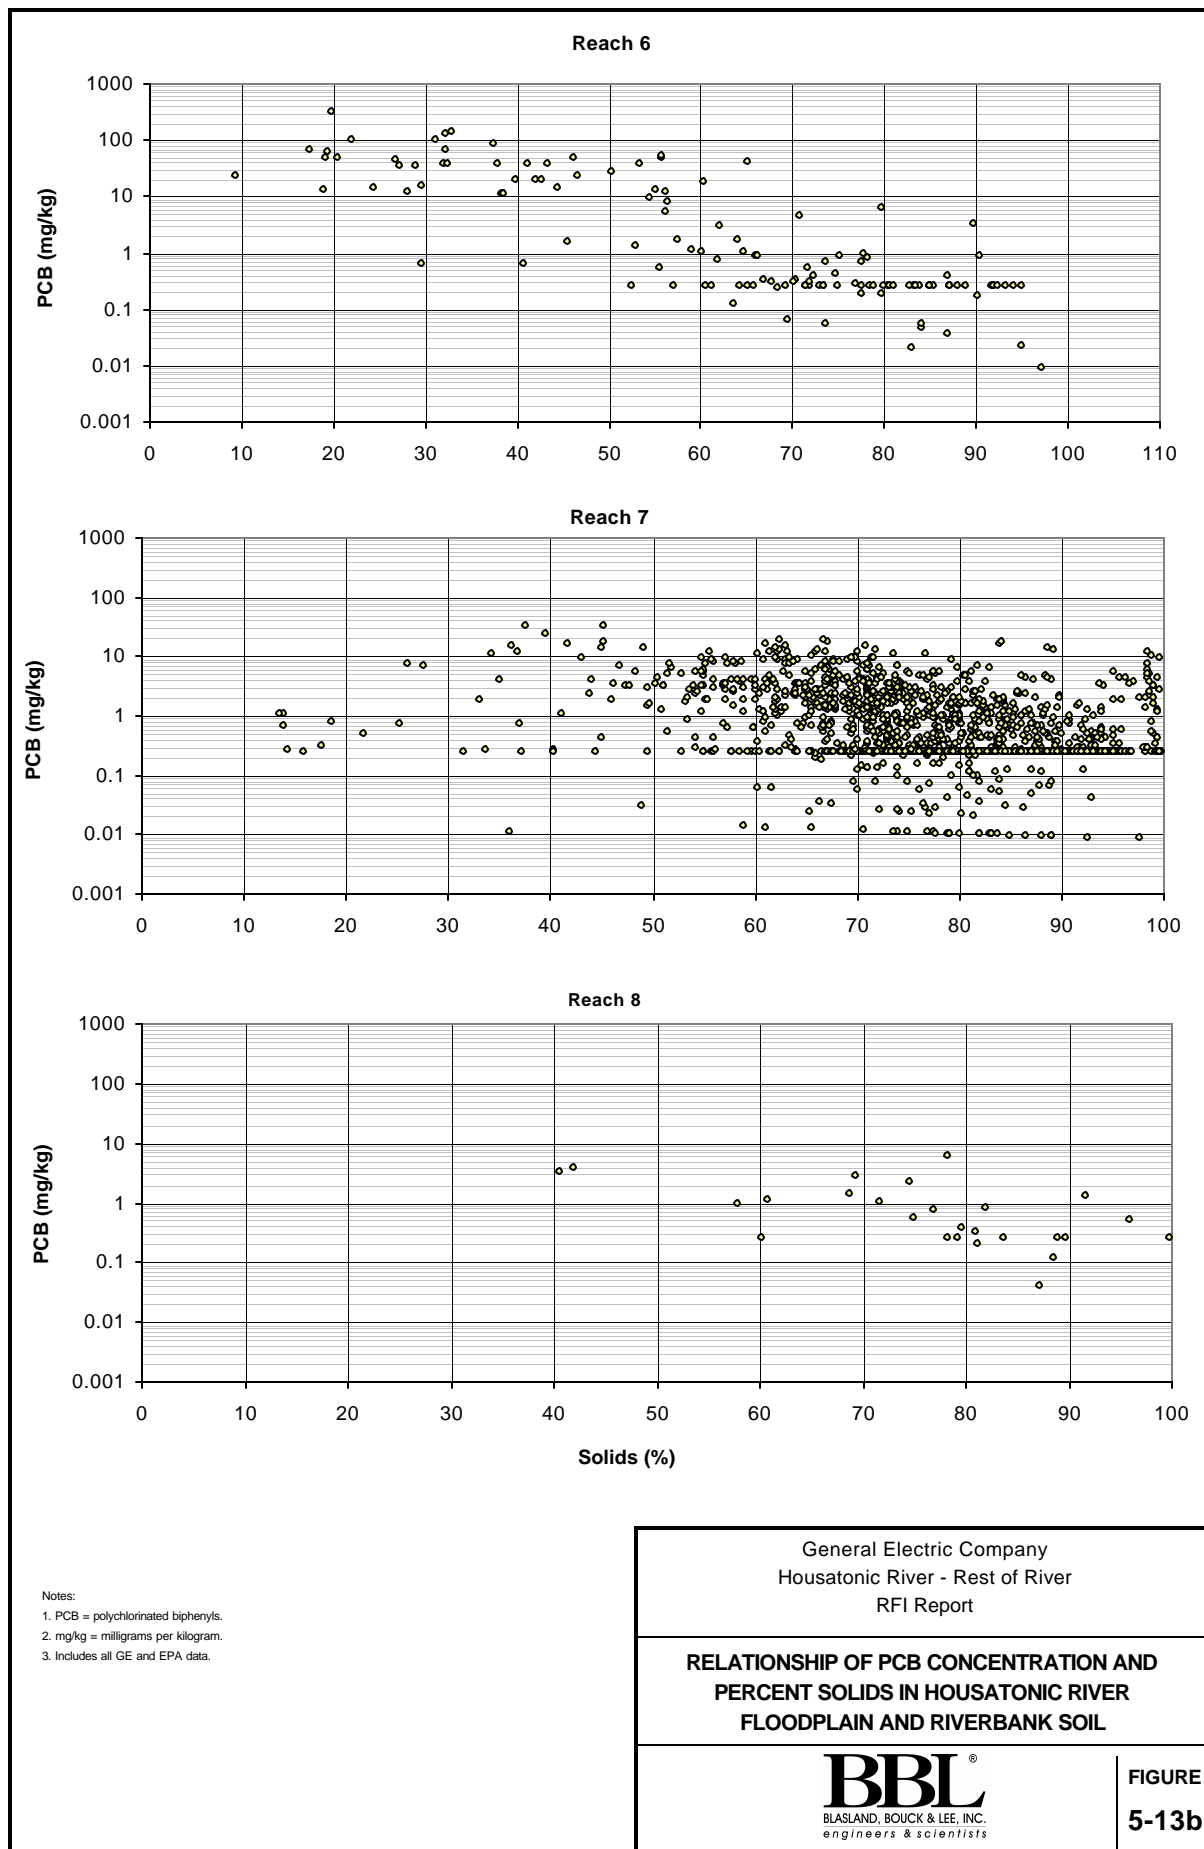 Reach 6
1000
100
10
1
0.1
0.01
0.001
PCB (mg/kg)
0 10 20 30 40 50 60 70 80 90 100 110
Reach 7
1000
100
10
1
0.1
0.01
0.001
PCB (mg/kg)
0 10 20 30 40 50 60 70 80 90 100
Reach 8
1000
100
10
1
0.1
0.01
0.001
PCB (mg/kg)
0 10 20 30 40 50 60 70 80 90 100
Solids (%)
Notes:
1. PCB = polychlorinated biphenyls.
2. mg/kg = milligrams per kilogram.
3. Includes all GE and EPA data.
General Electric Company
Housatonic River - Rest of River
RFI Report
RELATIONSHIP OF PCB CONCENTRATION AND
PERCENT SOLIDS IN HOUSATONIC RIVER
FLOODPLAIN AND RIVERBANK SOIL
BBL®
BLASLAND, BOUCK & LEE, INC.
engineers & scientists
FIGURE
5-13b